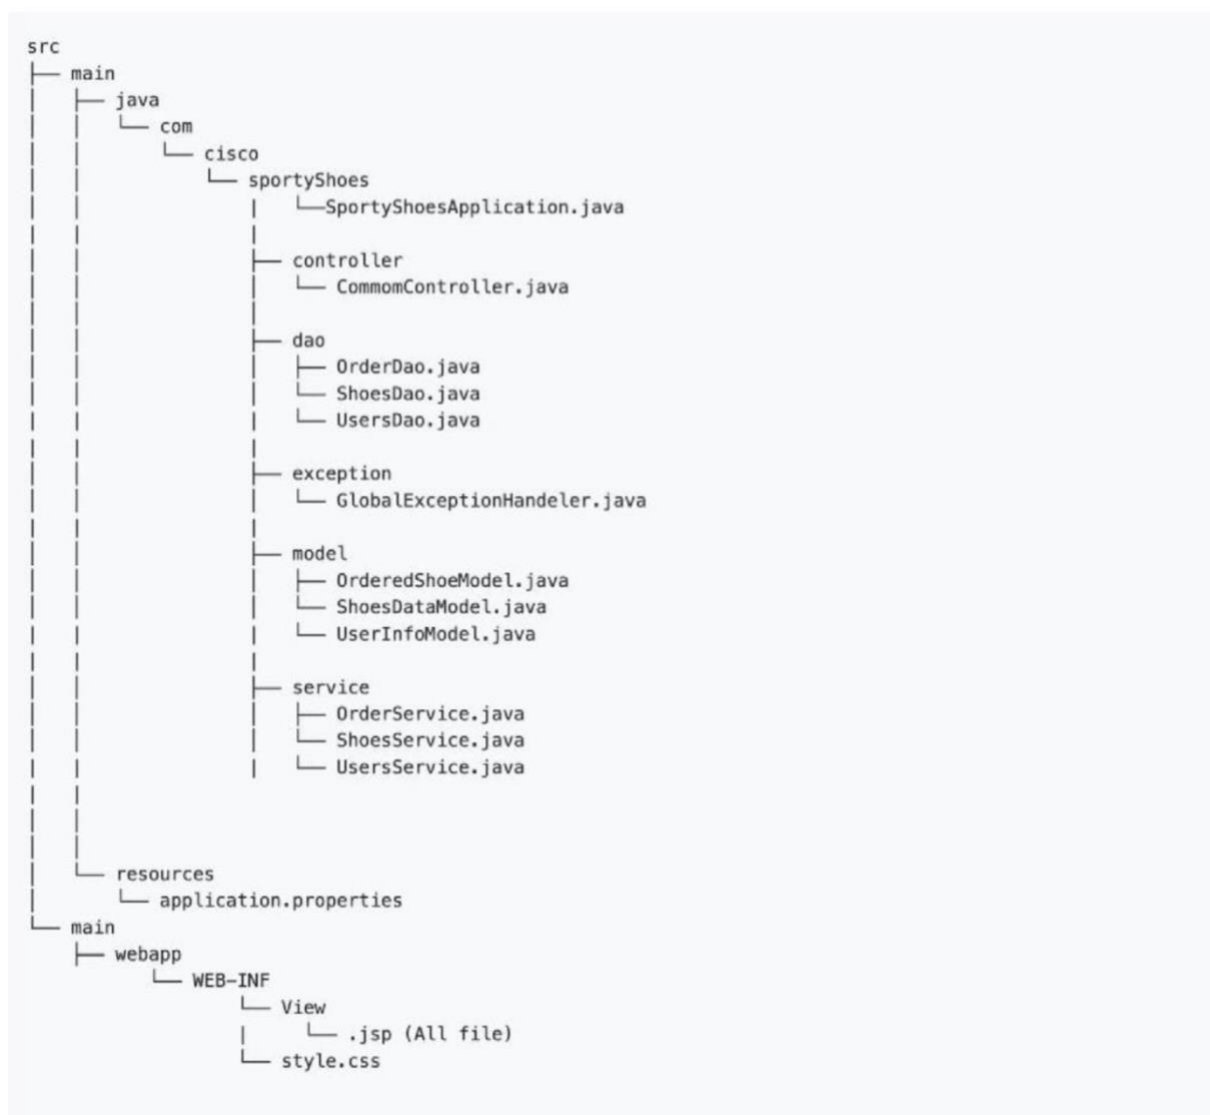 src
├── main
│   ├── java
│   │   └── com
│   │       └── cisco
│   │           └── sportyShoes
│   │               |   └──SportyShoesApplication.java
│   │               ├── controller
│   │               │   └── CommomController.java
│   │               ├── dao
│   │               │   ├── OrderDao.java
│   │               │   └── ShoesDao.java
│   │               |   └── UsersDao.java
│   │               ├── exception
│   │               │   └── GlobalExceptionHandeler.java
│   │               ├── model
│   │               │   ├── OrderedShoeModel.java
│   │               │   └── ShoesDataModel.java
│   │               |   └── UserInfoModel.java
│   │               ├── service
│   │               │   ├── OrderService.java
│   │               │   └── ShoesService.java
│   │               |   └── UsersService.java
│   └── resources
│       └── application.properties
└── main
    ├── webapp
           └── WEB-INF
                   └── View
                   |     └── .jsp (All file)
                   └── style.css